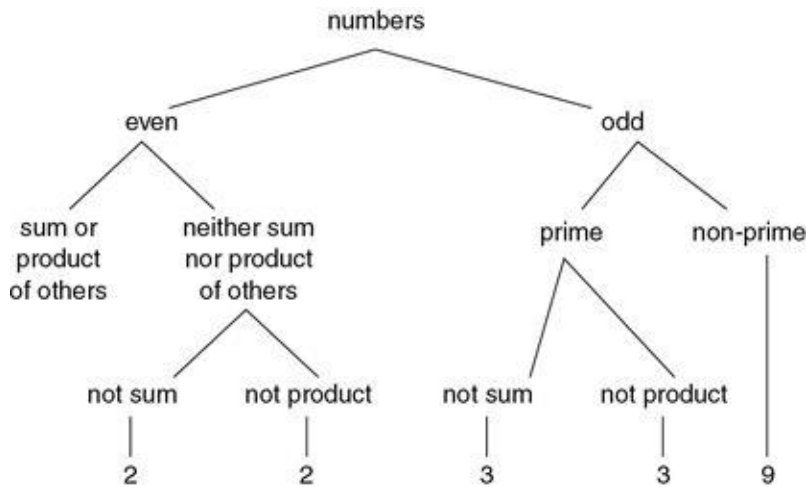 numbers
even odd
sum or
product
of others
neither sum
nor product
of others
prime non-prime
not sum not product not sum not product
2 2 3 3 9